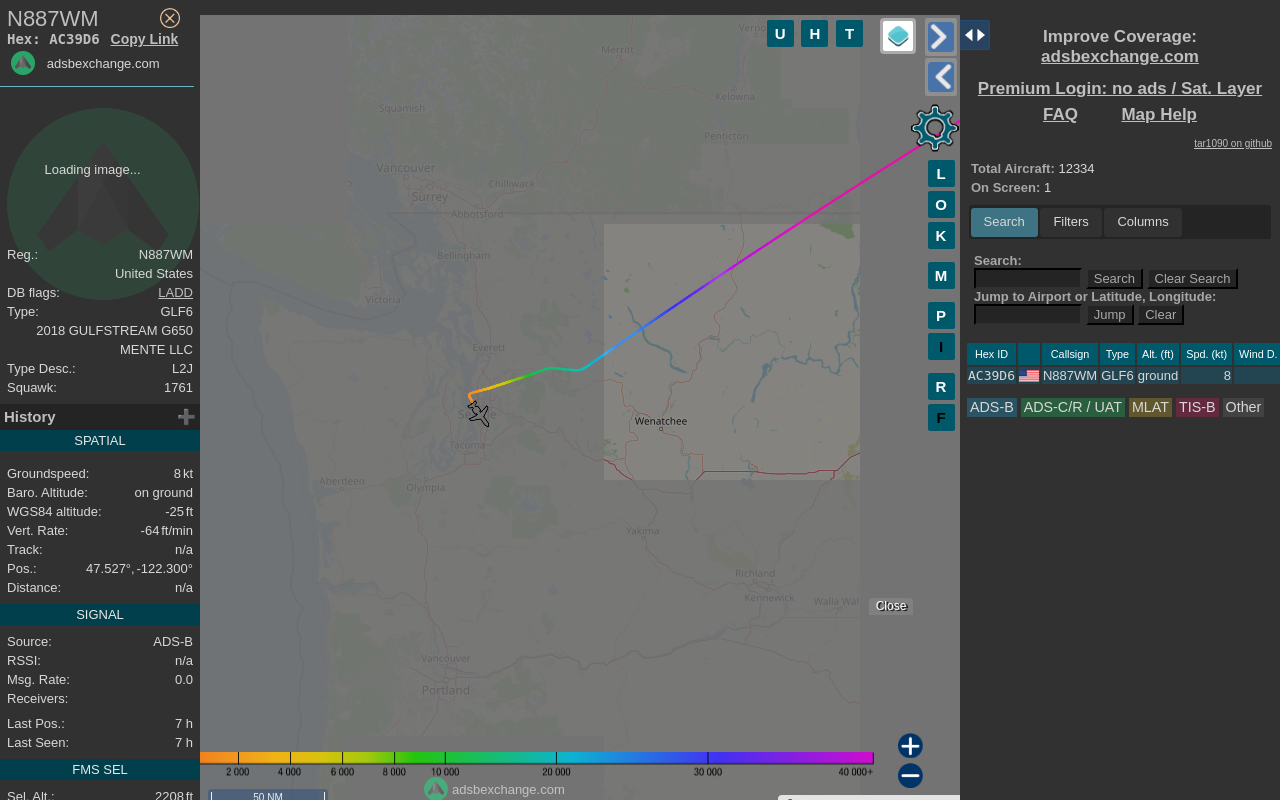 N887WM
Hex: AC39D6 Copy Link
adsbexchange.com
Loading image...
Reg.: N887WM
United States
DB flags: LADD
Type: GLF6
2018 GULFSTREAM G650
MENTE LLC
Type Desc.: L2J
Squawk: 1761
History
SPATIAL
Groundspeed: 8 kt
Baro. Altitude: on ground
WGS84 altitude: -25 ft
Vert. Rate: -64 ft/min
Track: n/a
Pos.: 47.527°, -122.300°
Distance: n/a
SIGNAL
Source: ADS-B
RSSI: n/a
Msg. Rate: 0.0
Receivers:
Last Pos.: 7 h
Last Seen: 7 h
FMS SEL
Sel. Alt.: 2208 ft
U H T
Merritt
Kelowna
Squamish
Penticton
Vancouver
Chilliwack
Surrey
Abbotsford
Bellingham
Victoria
Everett
Wenatchee
Tacoma
Aberdeen
Olympia
Yakima
Richland
Kennewick
Walla Wal
Vancouver
Portland
L
O
K
M
P
I
R
F
Close
2 000 4 000 6 000 8 000 10 000 20 000 30 000 40 000+
adsbexchange.com
50 NM
Improve Coverage:
adsbexchange.com
Premium Login: no ads / Sat. Layer
FAQ Map Help
tar1090 on github
Total Aircraft: 12334
On Screen: 1
Search Filters Columns
Search:
Search Clear Search
Jump to Airport or Latitude, Longitude:
Jump Clear
Hex ID Callsign Type Alt. (ft) Spd. (kt) Wind D.
AC39D6 N887WM GLF6 ground 8
ADS-B ADS-C/R / UAT MLAT TIS-B Other